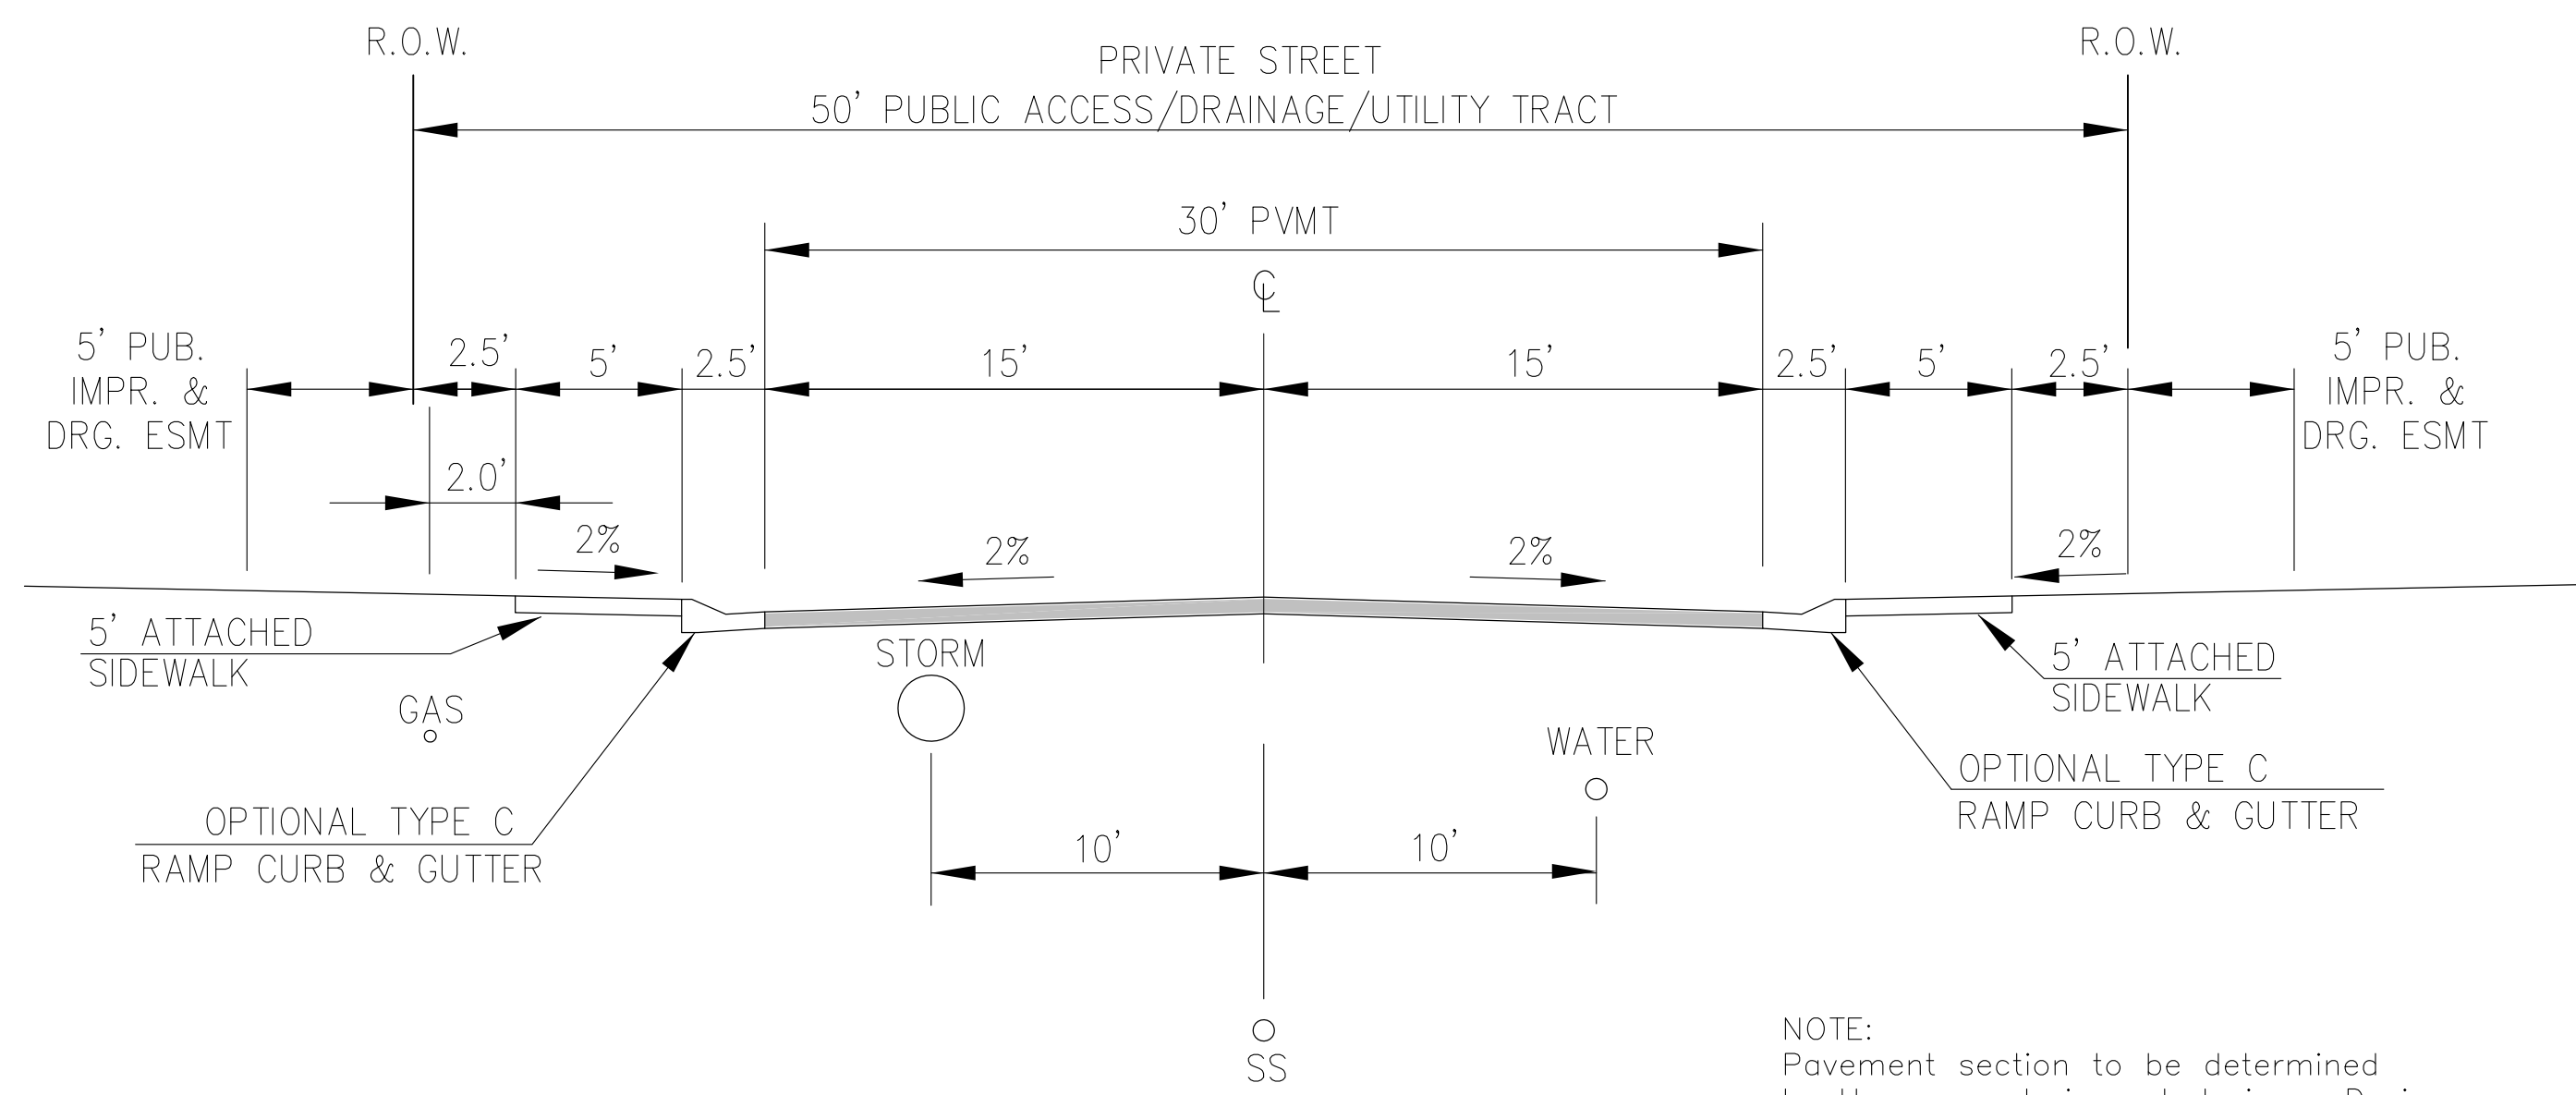 R.O.W.
R.O.W.
PRIVATE STREET
50' PUBLIC ACCESS/DRAINAGE/UTILITY TRACT
30' PVMT
℄
5' PUB.
IMPR. &
DRG. ESMT
2.5'
5'
2.5'
15'
15'
2.5'
5'
2.5'
5' PUB.
IMPR. &
DRG. ESMT
2.0'
2%
2%
2%
2%
5' ATTACHED
SIDEWALK
STORM
5' ATTACHED
SIDEWALK
GAS
WATER
OPTIONAL TYPE C
RAMP CURB & GUTTER
OPTIONAL TYPE C
RAMP CURB & GUTTER
10'
10'
SS
NOTE:
Pavement section to be determined